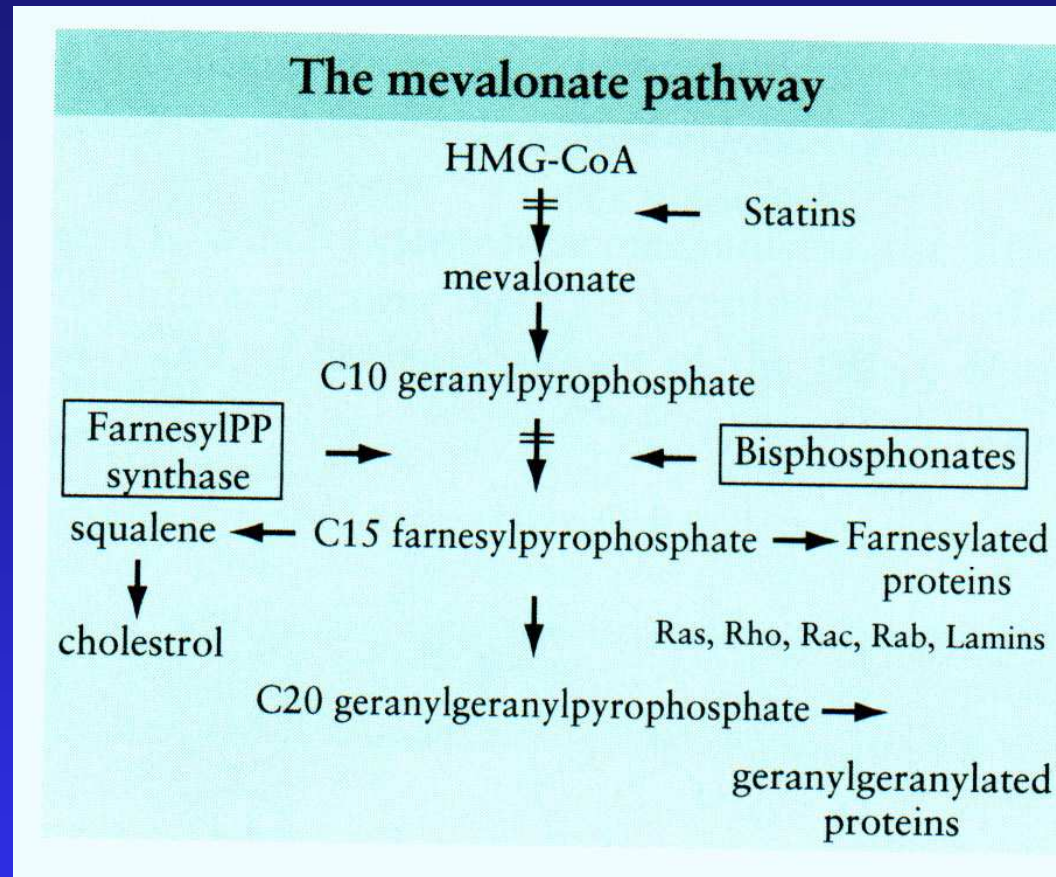 The mevalonate pathway
HMG-CoA
Statins
mevalonate
C10 geranylpyrophosphate
FarnesylPP
synthase
Bisphosphonates
squalene
C15 farnesylpyrophosphate
Farnesylated
proteins
cholestrol
Ras, Rho, Rac, Rab, Lamins
C20 geranylgeranylpyrophosphate
geranylgeranylated
proteins